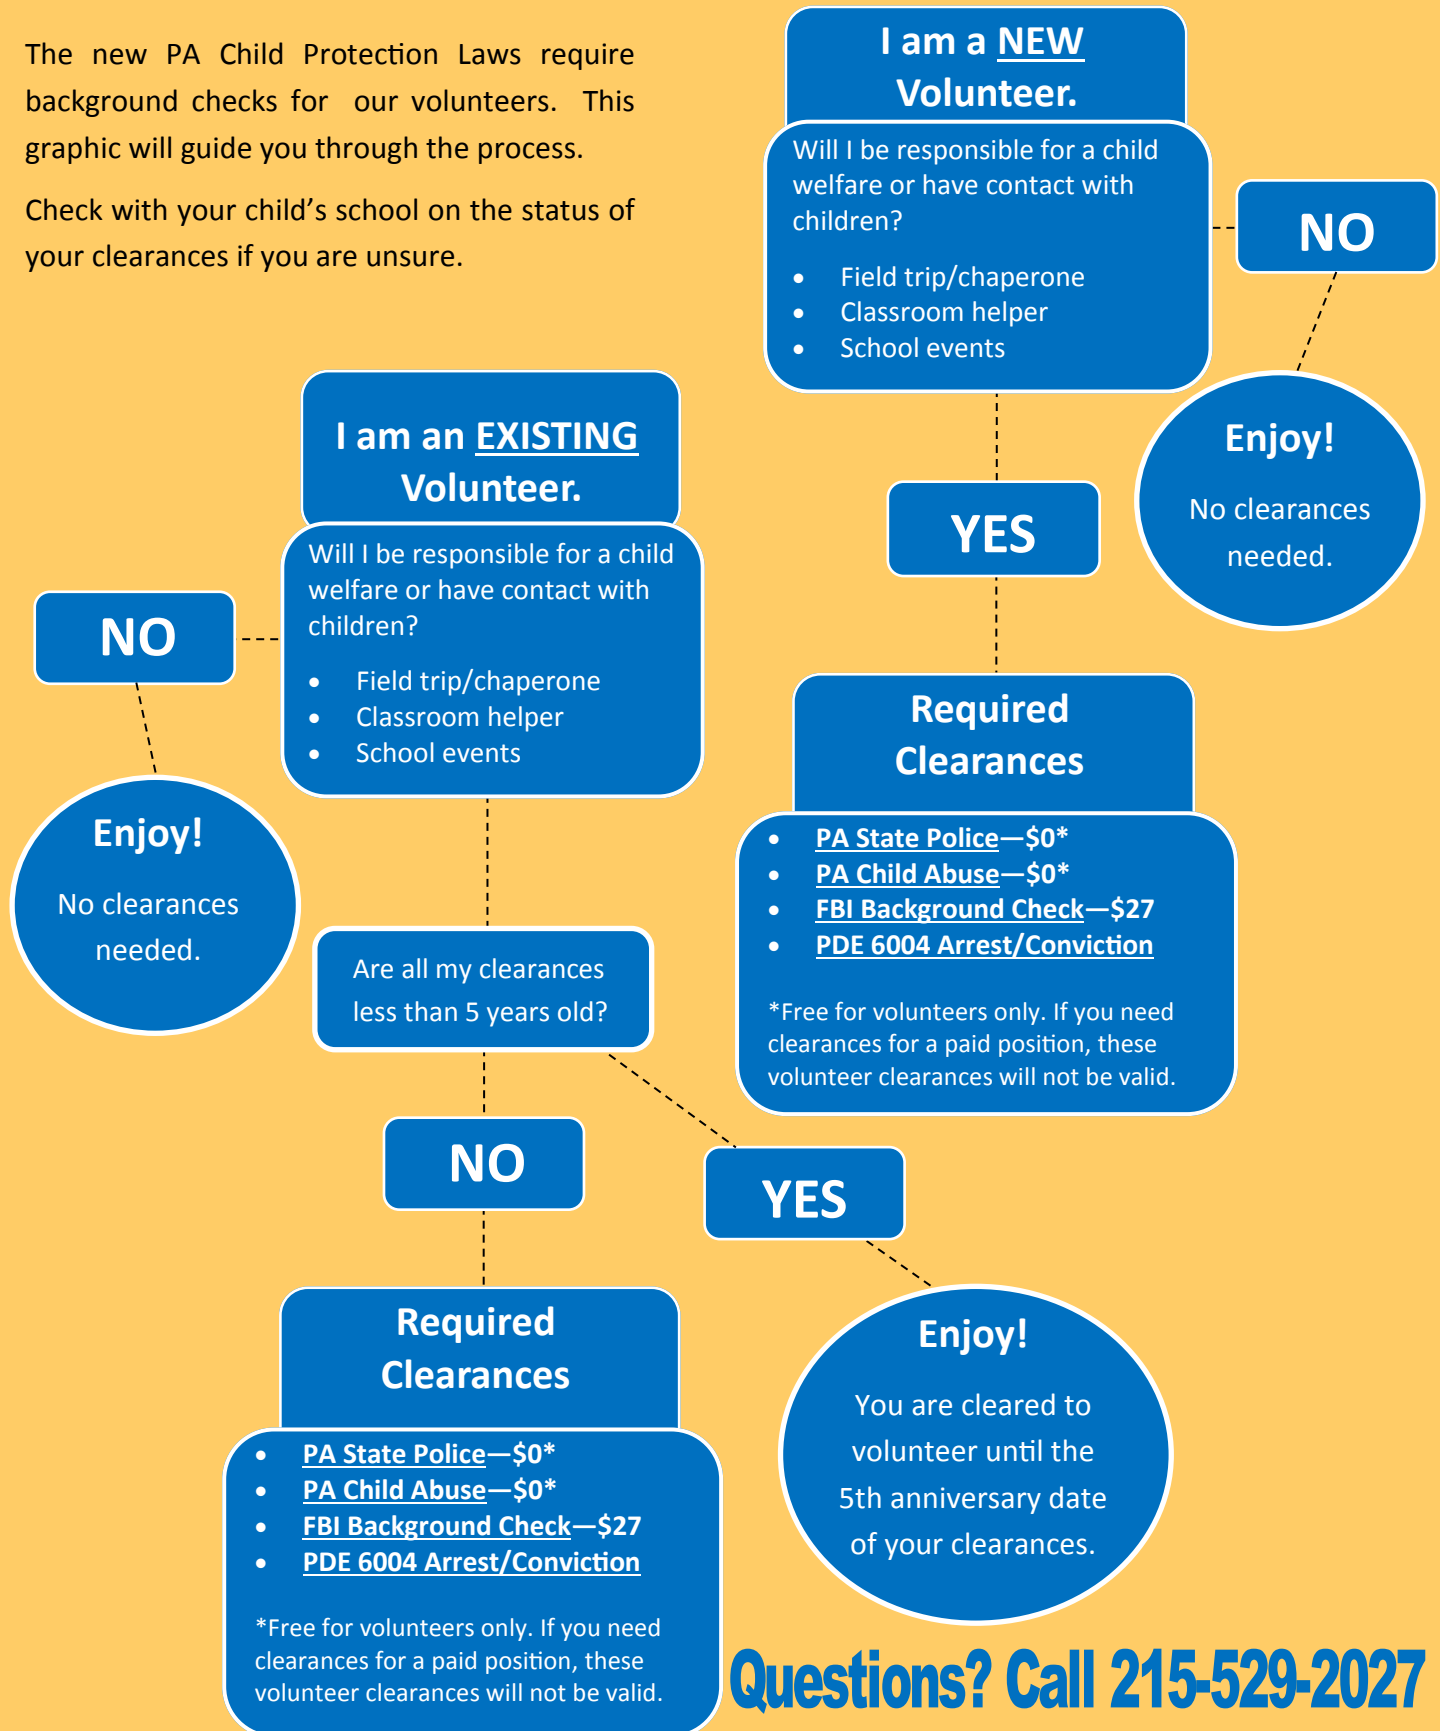 The new PA Child Protection Laws require
background checks for our volunteers. This
graphic will guide you through the process.
Check with your child's school on the status of
your clearances if you are unsure.
I am a NEW
Volunteer.
Will I be responsible for a child
welfare or have contact with
children?
• Field trip/chaperone
• Classroom helper
• School events
NO
Enjoy!
No clearances
needed.
YES
Required
Clearances
• PA State Police—$0*
• PA Child Abuse—$0*
• FBI Background Check—$27
• PDE 6004 Arrest/Conviction
*Free for volunteers only. If you need
clearances for a paid position, these
volunteer clearances will not be valid.
I am an EXISTING
Volunteer.
Will I be responsible for a child
welfare or have contact with
children?
• Field trip/chaperone
• Classroom helper
• School events
NO
Enjoy!
No clearances
needed.
Are all my clearances
less than 5 years old?
NO
YES
Required
Clearances
• PA State Police—$0*
• PA Child Abuse—$0*
• FBI Background Check—$27
• PDE 6004 Arrest/Conviction
*Free for volunteers only. If you need
clearances for a paid position, these
volunteer clearances will not be valid.
Enjoy!
You are cleared to
volunteer until the
5th anniversary date
of your clearances.
Questions? Call 215-529-2027